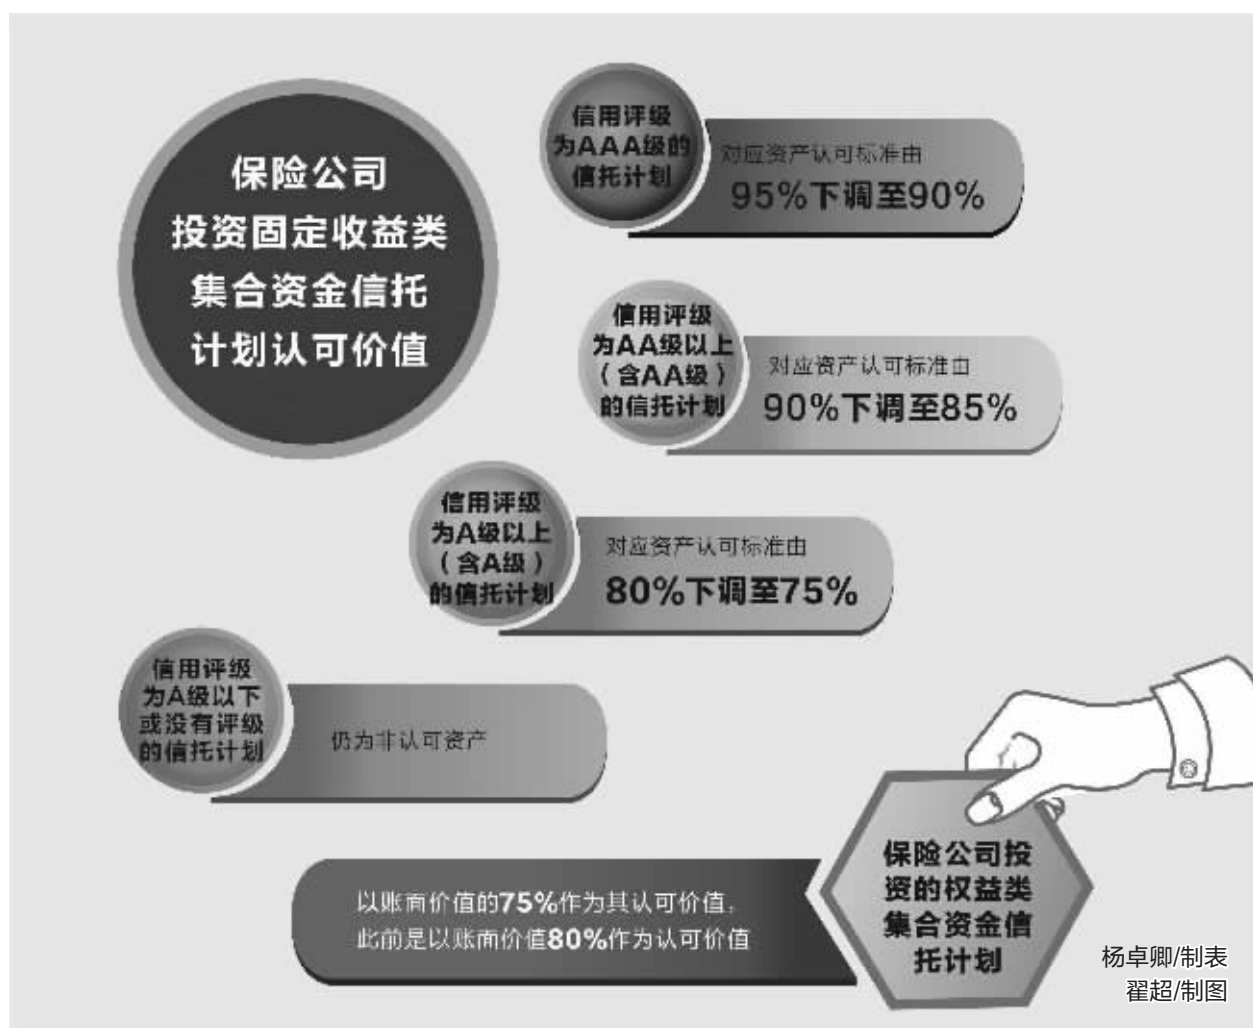 保险公司
投资固定收益类
集合资金信托
计划认可价值
信用评级
为AAA级的
信托计划
对应资产认可标准由
95%下调至90%
信用评级
为AA级以上
（含AA级）
的信托计划
对应资产认可标准由
90%下调至85%
信用评级
为A级以上
（含A级）
的信托计划
对应资产认可标准由
80%下调至75%
信用评级
为A级以下
或没有评级
的信托计划
仍为非认可资产
以账面价值的75%作为其认可价值，
此前是以账面价值80%作为认可价值
保险公司投
资的权益类
集合资金信
托计划
杨卓卿/制表
翟超/制图